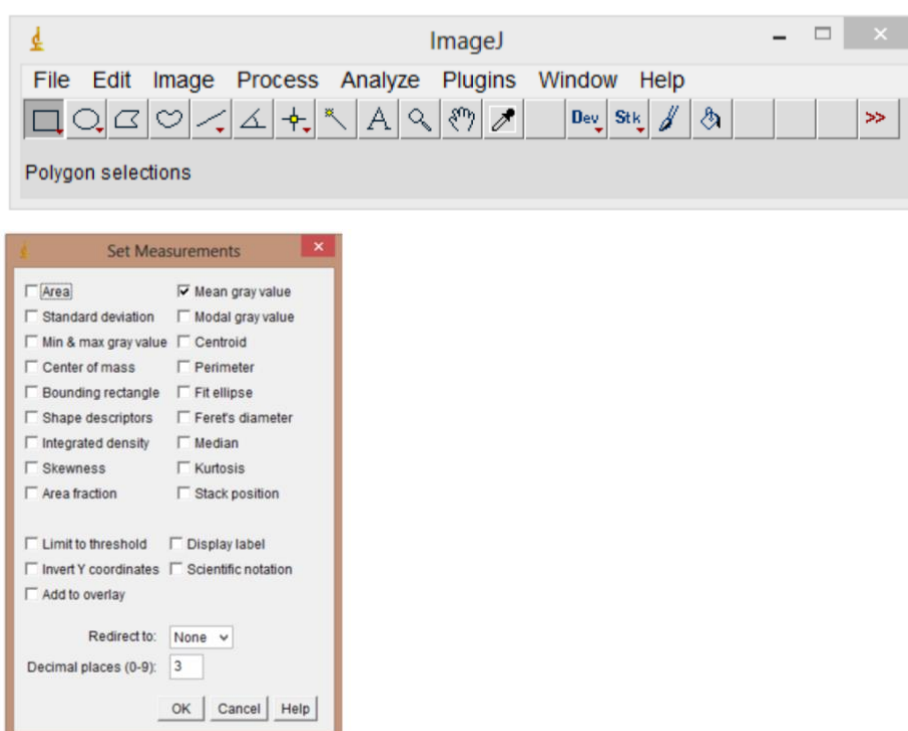 ImageJ
File Edit Image Process Analyze Plugins Window Help
A Dev Stk >>
Polygon selections
Set Measurements
Area Mean gray value
Standard deviation Modal gray value
Min & max gray value Centroid
Center of mass Perimeter
Bounding rectangle Fit ellipse
Shape descriptors Feret's diameter
Integrated density Median
Skewness Kurtosis
Area fraction Stack position
Limit to threshold Display label
Invert Y coordinates Scientific notation
Add to overlay
Redirect to: None
Decimal places (0-9): 3
OK Cancel Help